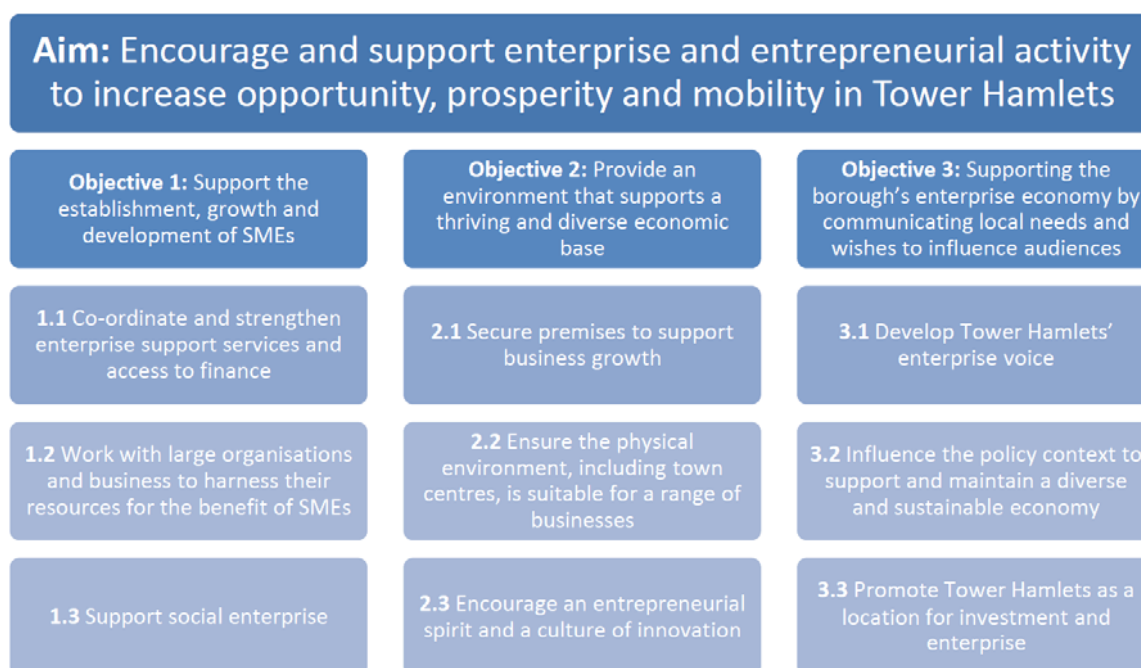 Aim: Encourage and support enterprise and entrepreneurial activity
to increase opportunity, prosperity and mobility in Tower Hamlets
Objective 1: Support the
establishment, growth and
development of SMEs
Objective 2: Provide an
environment that supports a
thriving and diverse economic
base
Objective 3: Supporting the
borough's enterprise economy by
communicating local needs and
wishes to influence audiences
1.1 Co-ordinate and strengthen
enterprise support services and
access to finance
2.1 Secure premises to support
business growth
3.1 Develop Tower Hamlets'
enterprise voice
1.2 Work with large organisations
and business to harness their
resources for the benefit of SMEs
2.2 Ensure the physical
environment, including town
centres, is suitable for a range of
businesses
3.2 Influence the policy context to
support and maintain a diverse
and sustainable economy
1.3 Support social enterprise
2.3 Encourage an entrepreneurial
spirit and a culture of innovation
3.3 Promote Tower Hamlets as a
location for investment and
enterprise